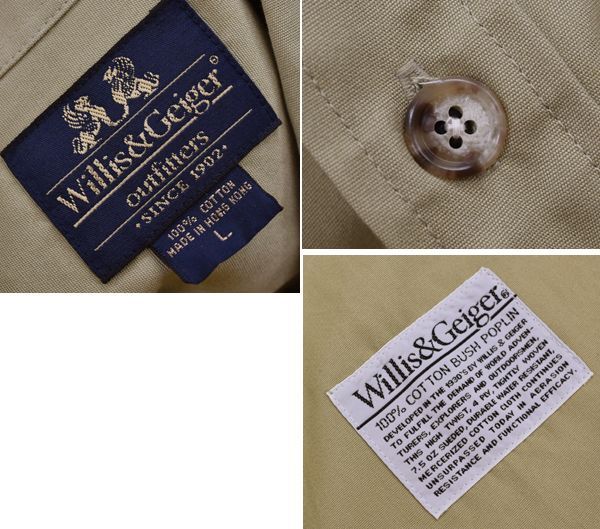 Willis&Geiger®
Outfitters
• SINCE 1902 •
100% COTTON
MADE IN HONG KONG
L
Willis&Geiger®
100% COTTON BUSH POPLIN
DEVELOPED IN THE 1930'S BY WILLIS & GEIGER
TO FULFILL THE DEMAND OF WORLD ADVEN-
TURERS, EXPLORERS AND OUTDOORSMEN.
THIS HIGH TWIST, 4 PLY, TIGHTLY WOVEN
7.5 OZ SUEDED, DURABLE WATER RESISTANT,
MERCERIZED COTTON CLOTH CONTINUES
UNSURPASSED TODAY IN ABRASION
RESISTANCE AND FUNCTIONAL EFFICACY.